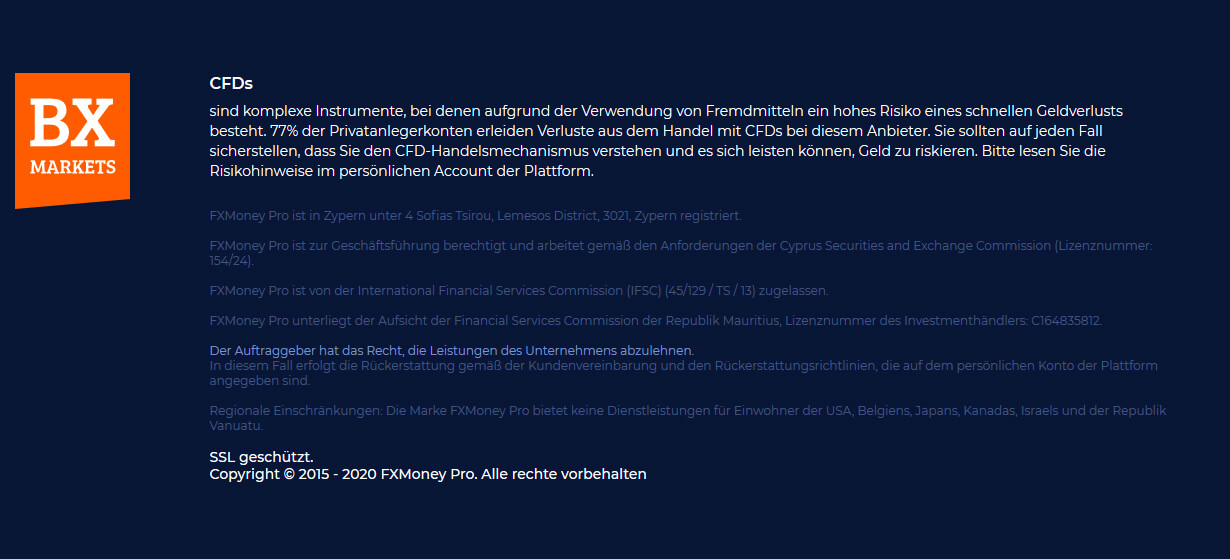 BX
MARKETS
CFDs
sind komplexe Instrumente, bei denen aufgrund der Verwendung von Fremdmitteln ein hohes Risiko eines schnellen Geldverlusts
besteht. 77% der Privatanlegerkonten erleiden Verluste aus dem Handel mit CFDs bei diesem Anbieter. Sie sollten auf jeden Fall
sicherstellen, dass Sie den CFD-Handelsmechanismus verstehen und es sich leisten können, Geld zu riskieren. Bitte lesen Sie die
Risikohinweise im persönlichen Account der Plattform.
FXMoney Pro ist in Zypern unter 4 Sofias Tsirou, Lemesos District, 3021, Zypern registriert.
FXMoney Pro ist zur Geschäftsführung berechtigt und arbeitet gemäß den Anforderungen der Cyprus Securities and Exchange Commission (Lizenznummer:
154/24).
FXMoney Pro ist von der International Financial Services Commission (IFSC) (45/129 / TS / 13) zugelassen.
FXMoney Pro unterliegt der Aufsicht der Financial Services Commission der Republik Mauritius, Lizenznummer des Investmenthändlers: C164835812.
Der Auftraggeber hat das Recht, die Leistungen des Unternehmens abzulehnen.
In diesem Fall erfolgt die Rückerstattung gemäß der Kundenvereinbarung und den Rückerstattungsrichtlinien, die auf dem persönlichen Konto der Plattform
angegeben sind.
Regionale Einschränkungen: Die Marke FXMoney Pro bietet keine Dienstleistungen für Einwohner der USA, Belgiens, Japans, Kanadas, Israels und der Republik
Vanuatu.
SSL geschützt.
Copyright © 2015 - 2020 FXMoney Pro. Alle rechte vorbehalten